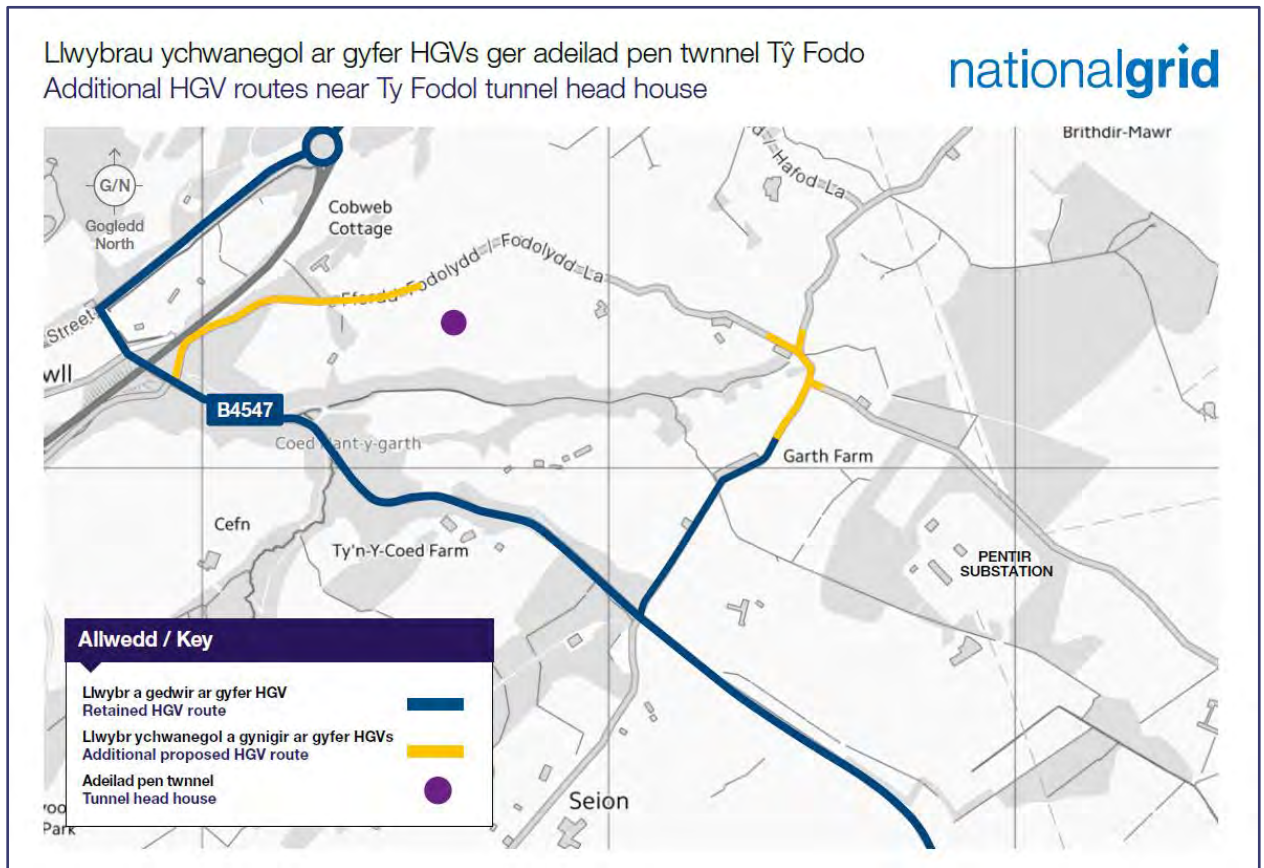 Llwybrau ychwanegol ar gyfer HGVs ger adeilad pen twnnel Tŷ Fodo
Additional HGV routes near Ty Fodol tunnel head house
nationalgrid
Brithdir-Mawr
G/N
Gogledd
North
Cobweb
Cottage
Hafod-La
Ffordd-Fodolydd / Fodolydd-La
Street
wll
B4547
Coed Nant-y-garth
Garth Farm
Cefn
Ty'n-Y-Coed Farm
PENTIR
SUBSTATION
Allwedd / Key
Llwybr a gedwir ar gyfer HGV
Retained HGV route
Llwybr ychwanegol a gynigir ar gyfer HGVs
Additional proposed HGV route
Adeilad pen twnnel
Tunnel head house
Seion
Park